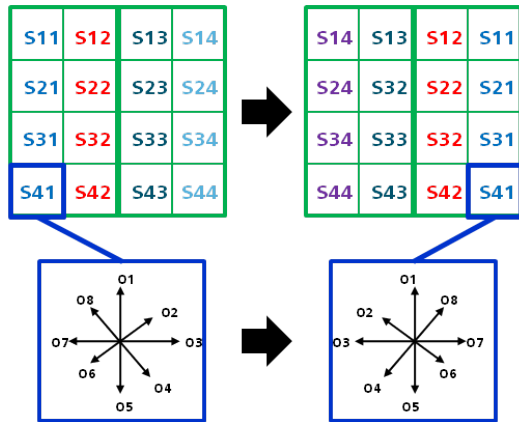 S11 S12 S13 S14
S21 S22 S23 S24
S31 S32 S33 S34
S41 S42 S43 S44
S14 S13 S12 S11
S24 S32 S22 S21
S34 S33 S32 S31
S44 S43 S42 S41
O1
O8 O2
O7 O3
O6 O4
O5
O1
O2 O8
O3 O7
O4 O6
O5